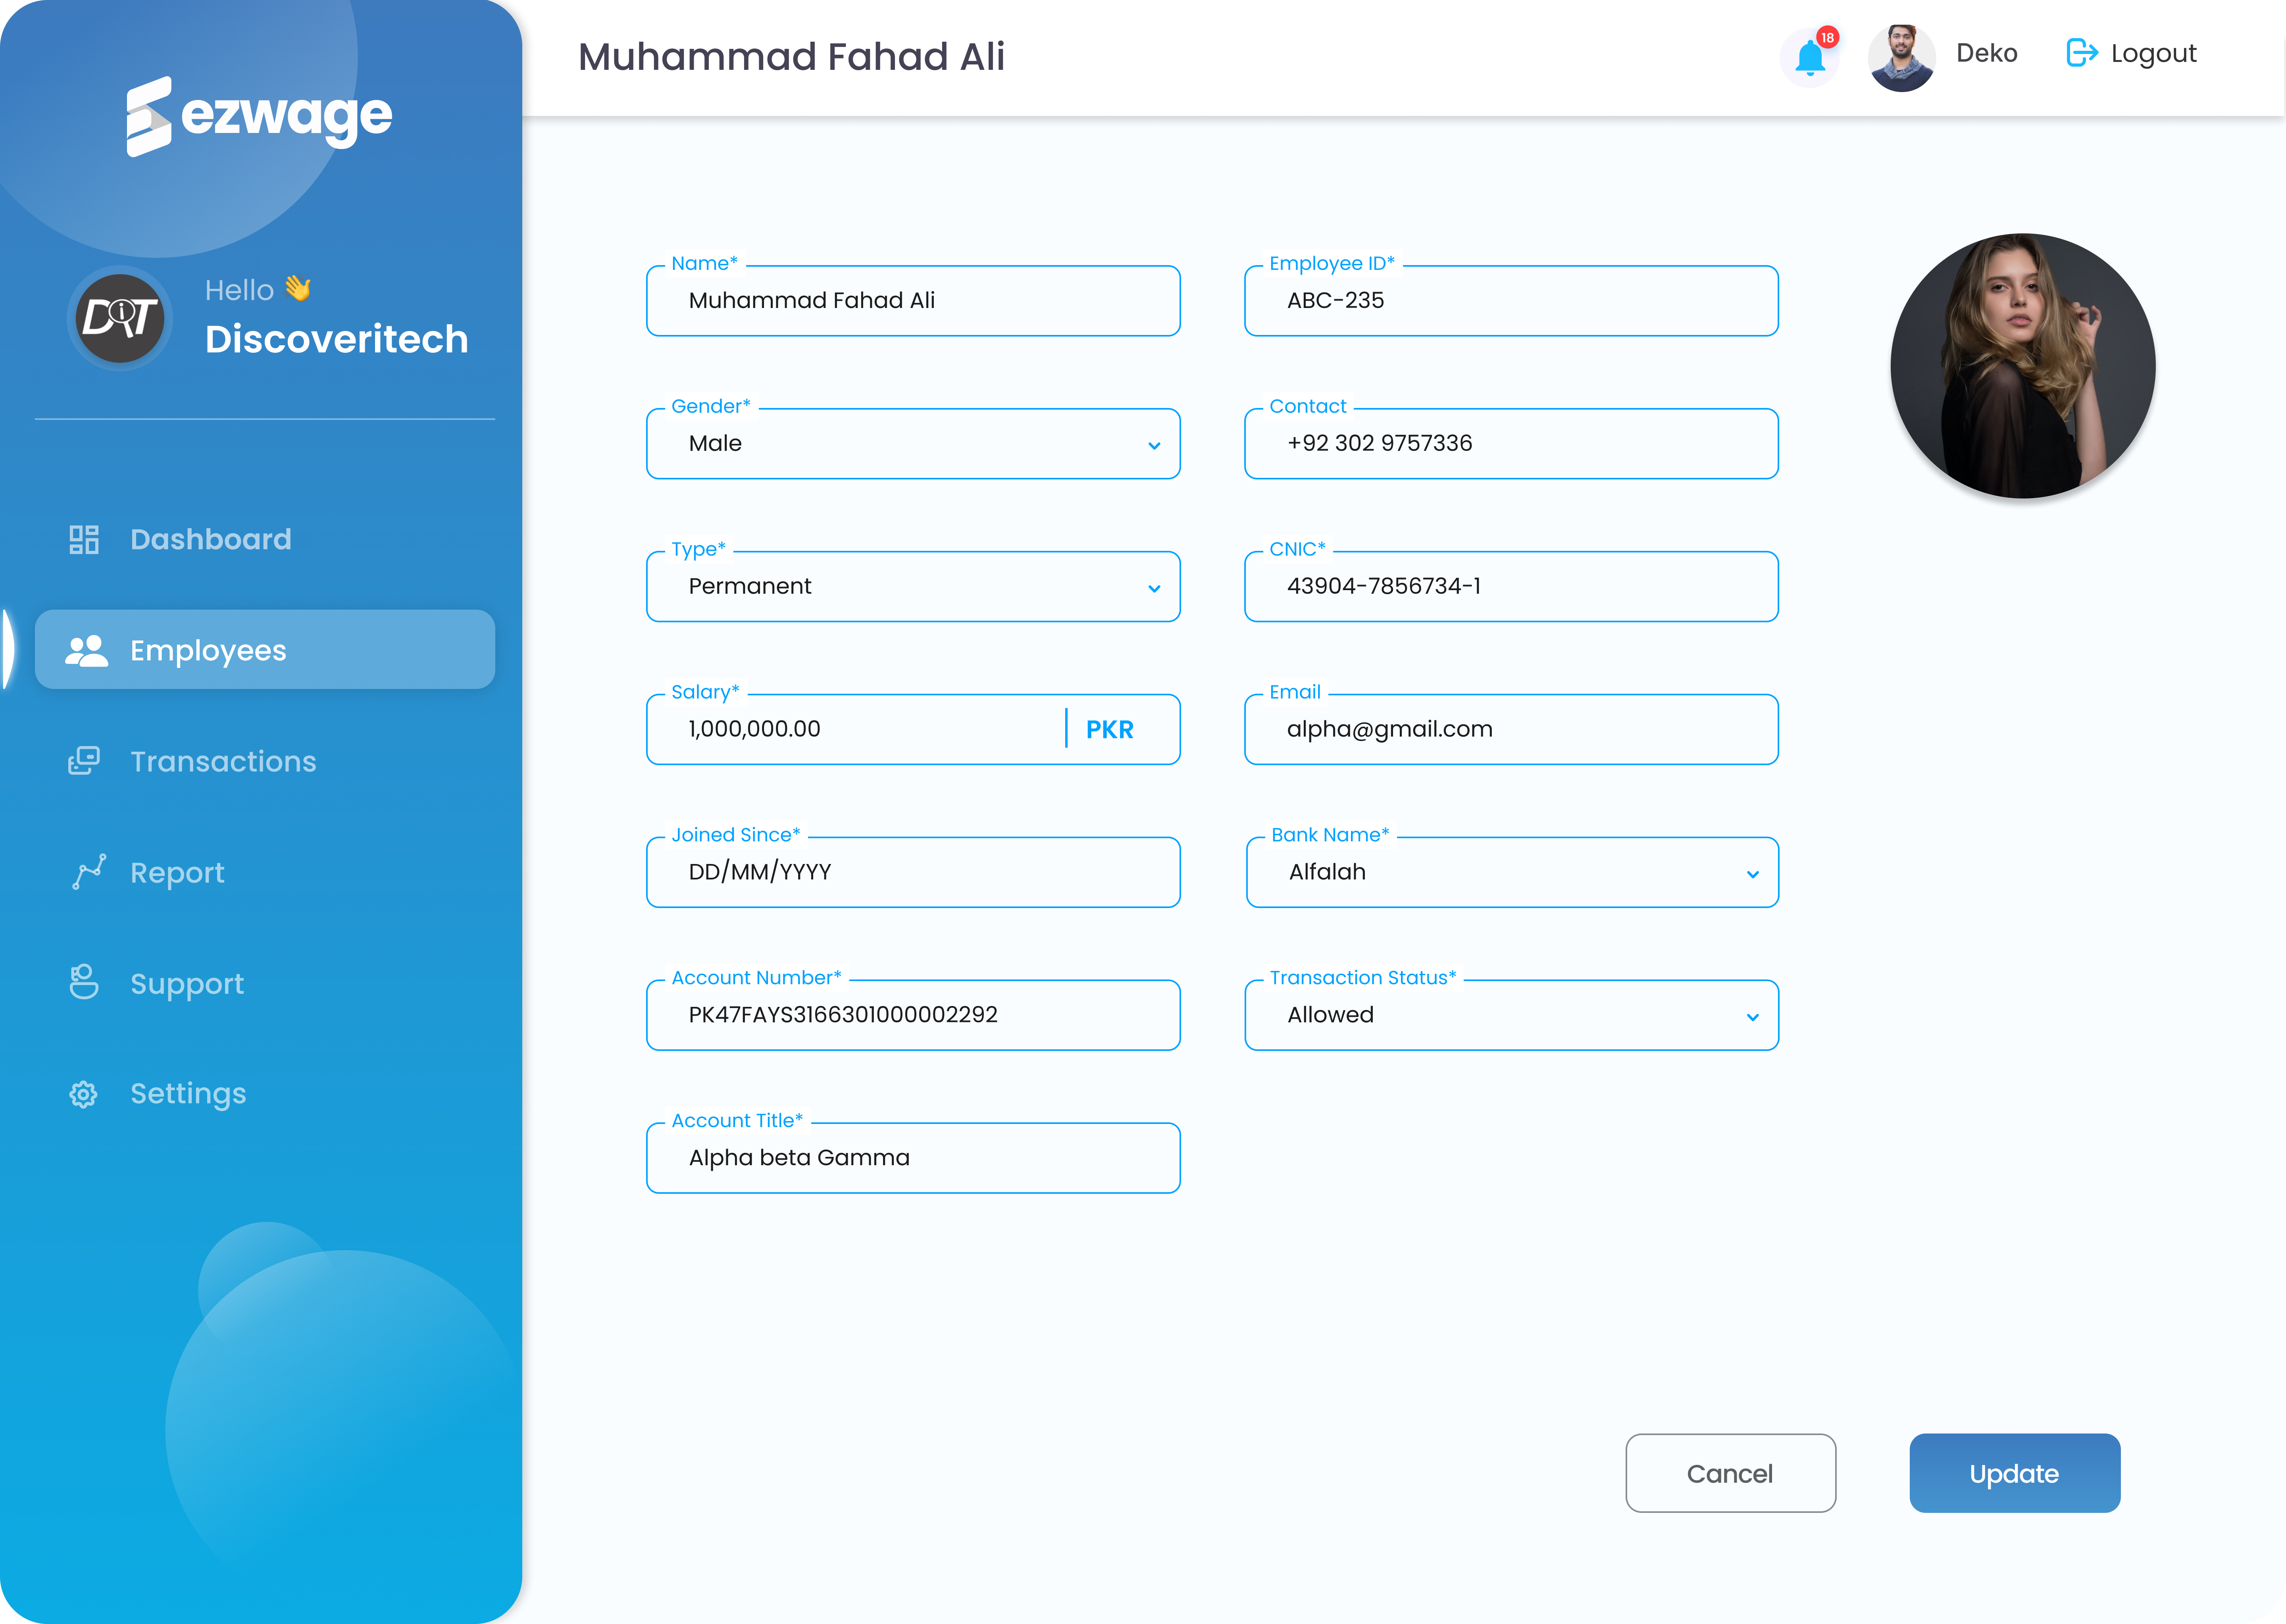 ezwage
Hello 👋
Discoveritech
DiT
Dashboard
Employees
Transactions
Report
Support
Settings
Muhammad Fahad Ali
18
Deko
Logout
Name*
Muhammad Fahad Ali
Employee ID*
ABC-235
Gender*
Male
Contact
+92 302 9757336
Type*
Permanent
CNIC*
43904-7856734-1
Salary*
1,000,000.00 PKR
Email
alpha@gmail.com
Joined Since*
DD/MM/YYYY
Bank Name*
Alfalah
Account Number*
PK47FAYS3166301000002292
Transaction Status*
Allowed
Account Title*
Alpha beta Gamma
Cancel
Update